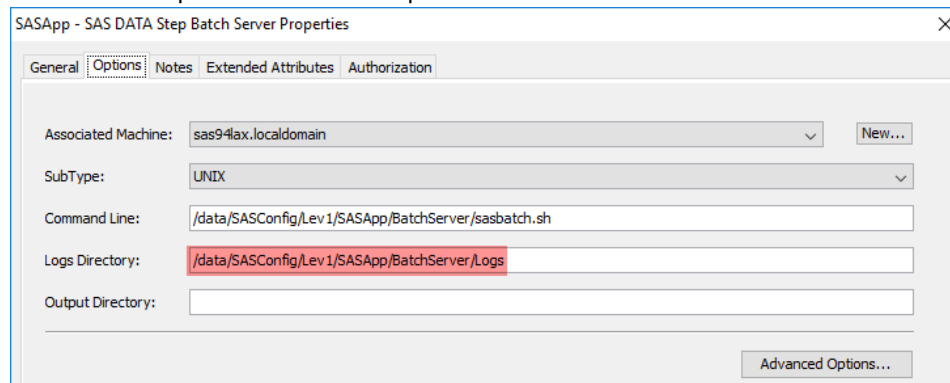 SASApp - SAS DATA Step Batch Server Properties
General Options Notes Extended Attributes Authorization
Associated Machine: sas94lax.localdomain New...
SubType: UNIX
Command Line: /data/SASConfig/Lev1/SASApp/BatchServer/sasbatch.sh
Logs Directory: /data/SASConfig/Lev1/SASApp/BatchServer/Logs
Output Directory:
Advanced Options...